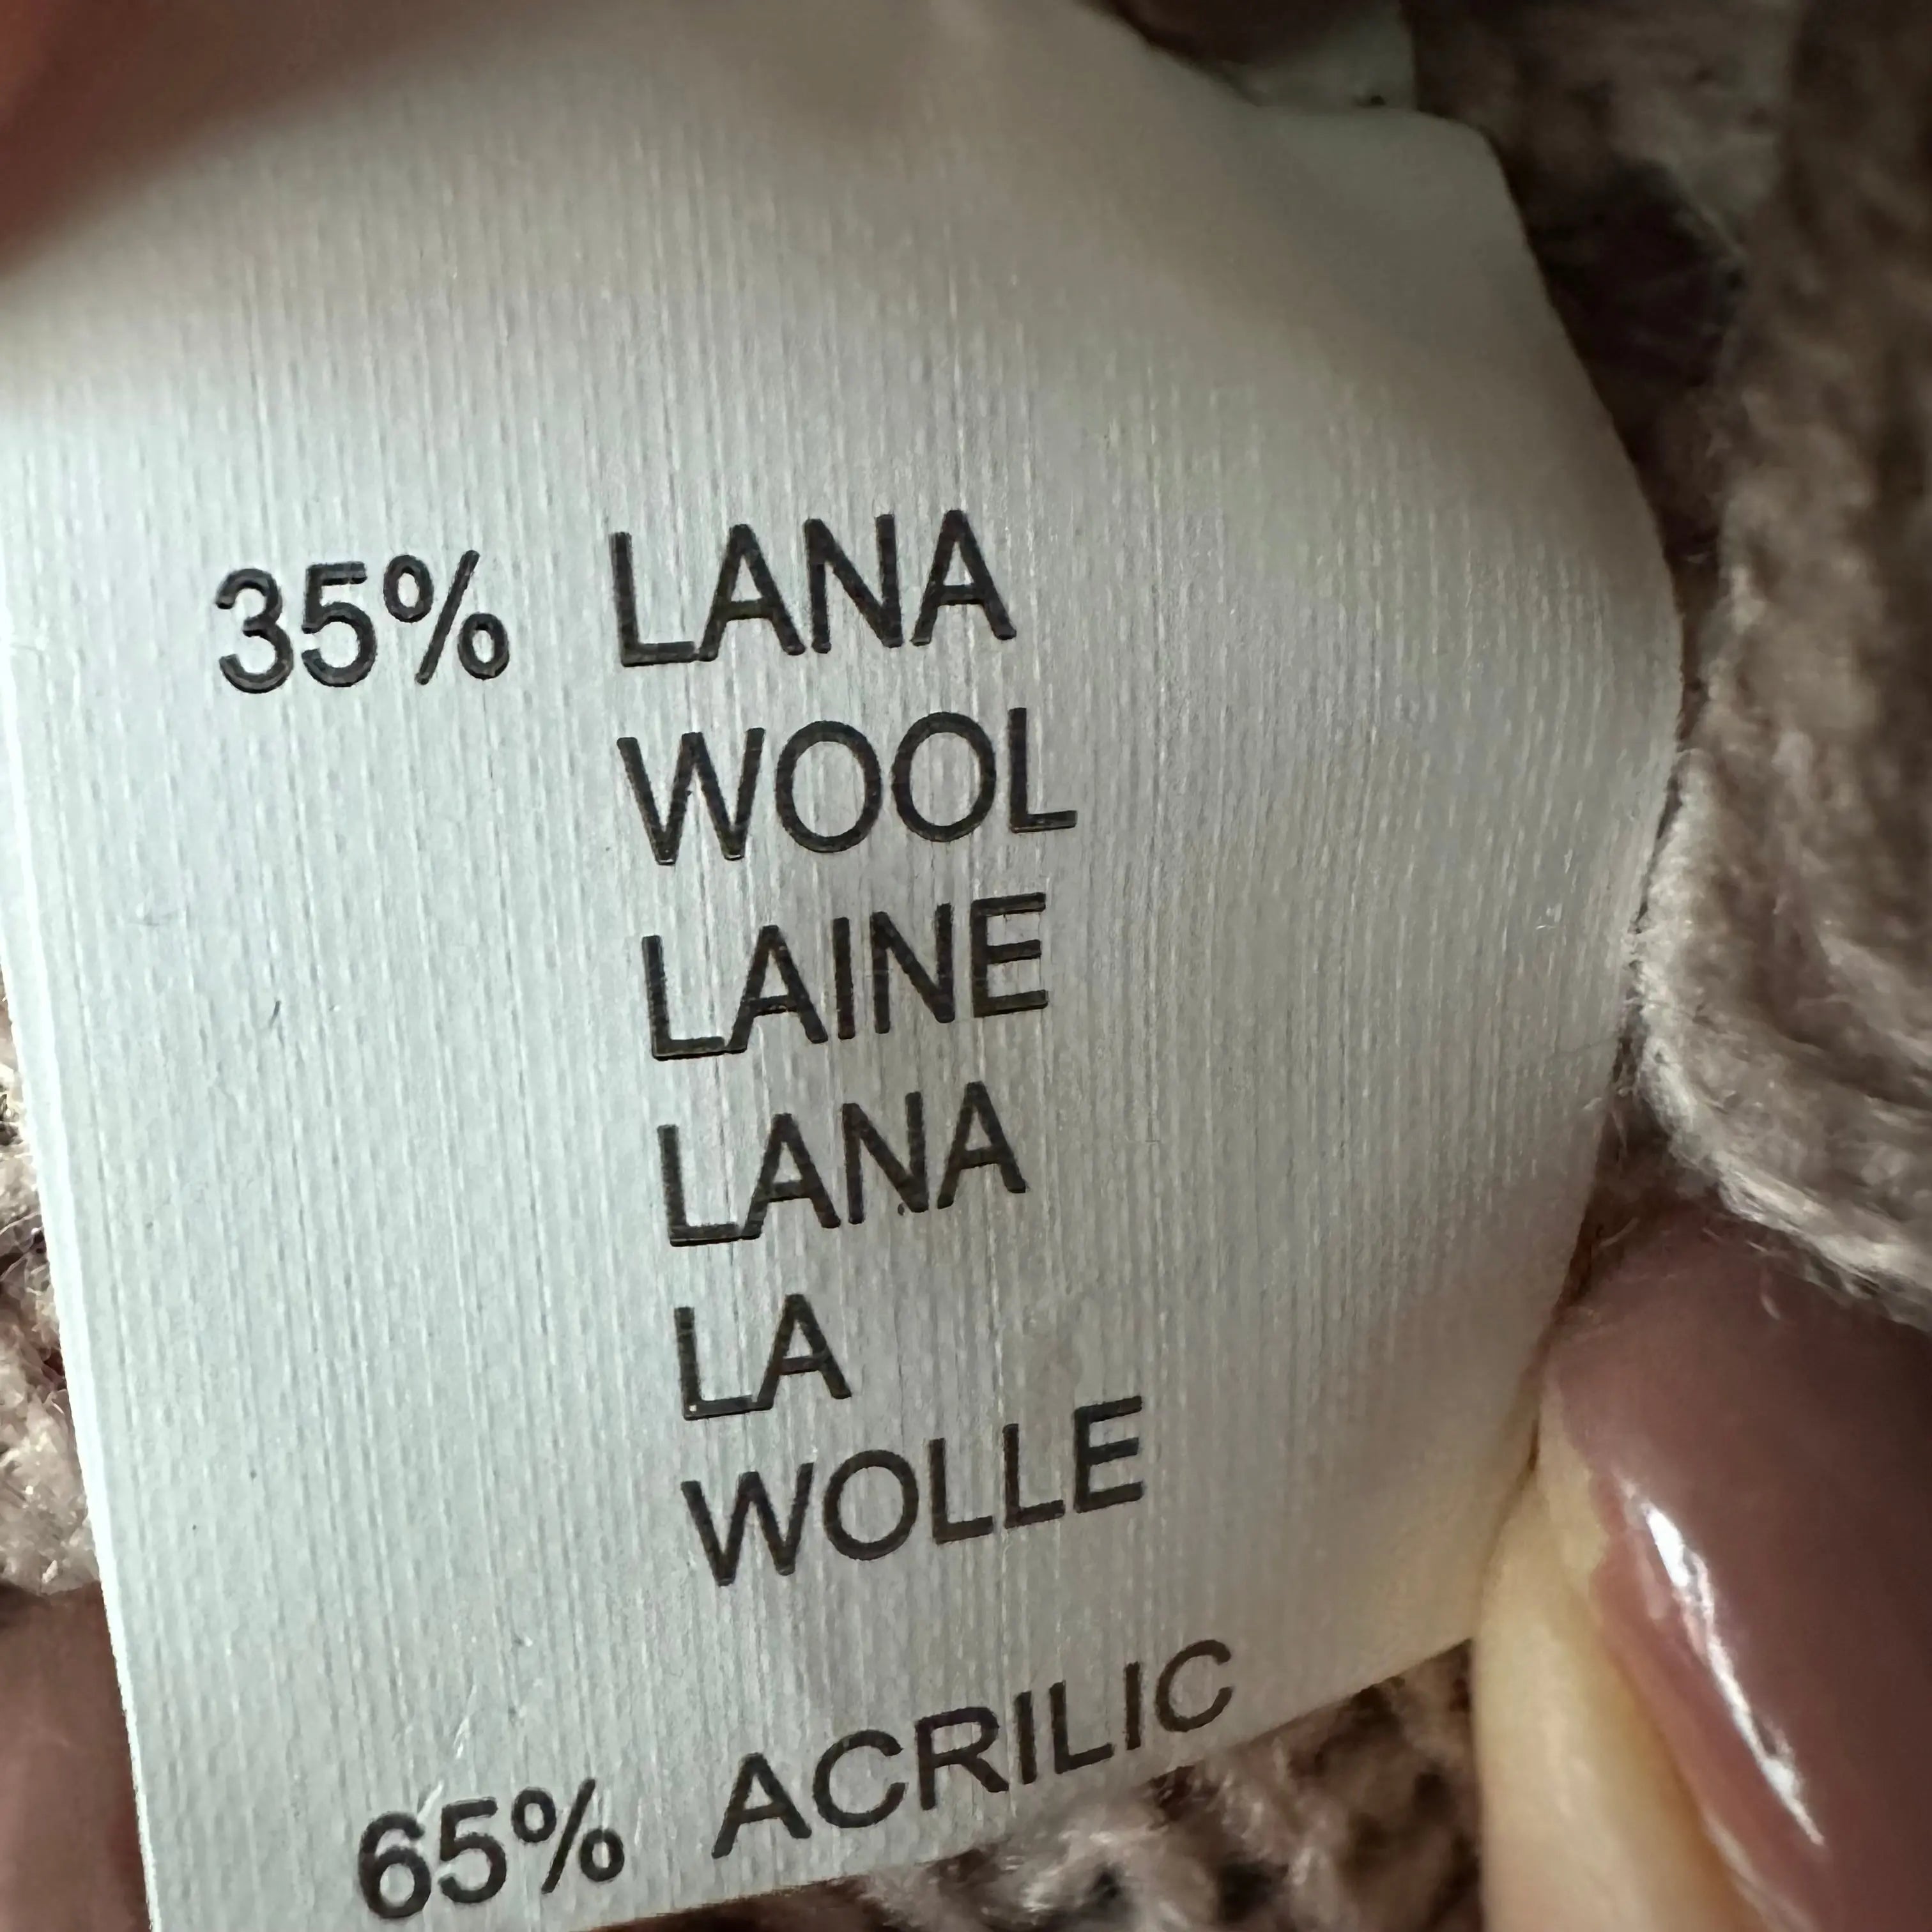 35% LANA
WOOL
LAINE
LANA
LA
WOLLE
65% ACRILIC